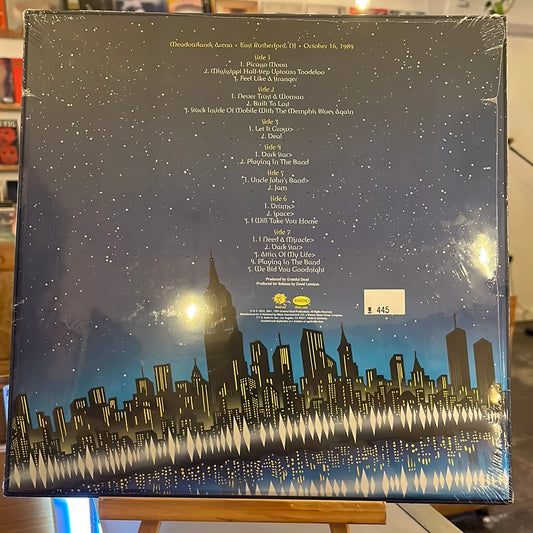 Meadowlands Arena • East Rutherford, NJ • October 16, 1989
Side 1
1. Picasso Moon
2. Mississippi Half-Step Uptown Toodeloo
3. Feel Like A Stranger
Side 2
1. Never Trust A Woman
2. Built To Last
3. Stuck Inside Of Mobile With The Memphis Blues Again
Side 3
1. Let It Grow>
2. Deal
Side 4
1. Dark Star>
2. Playing In The Band
Side 5
1. Uncle John's Band>
2. Jam
Side 6
1. Drums>
2. Space>
3. I Will Take You Home
Side 7
1. I Need A Miracle>
2. Dark Star>
3. Attics Of My Life>
4. Playing In The Band
5. We Bid You Goodnight
Produced by Grateful Dead
Produced for Release by David Lemieux
RHINO
445